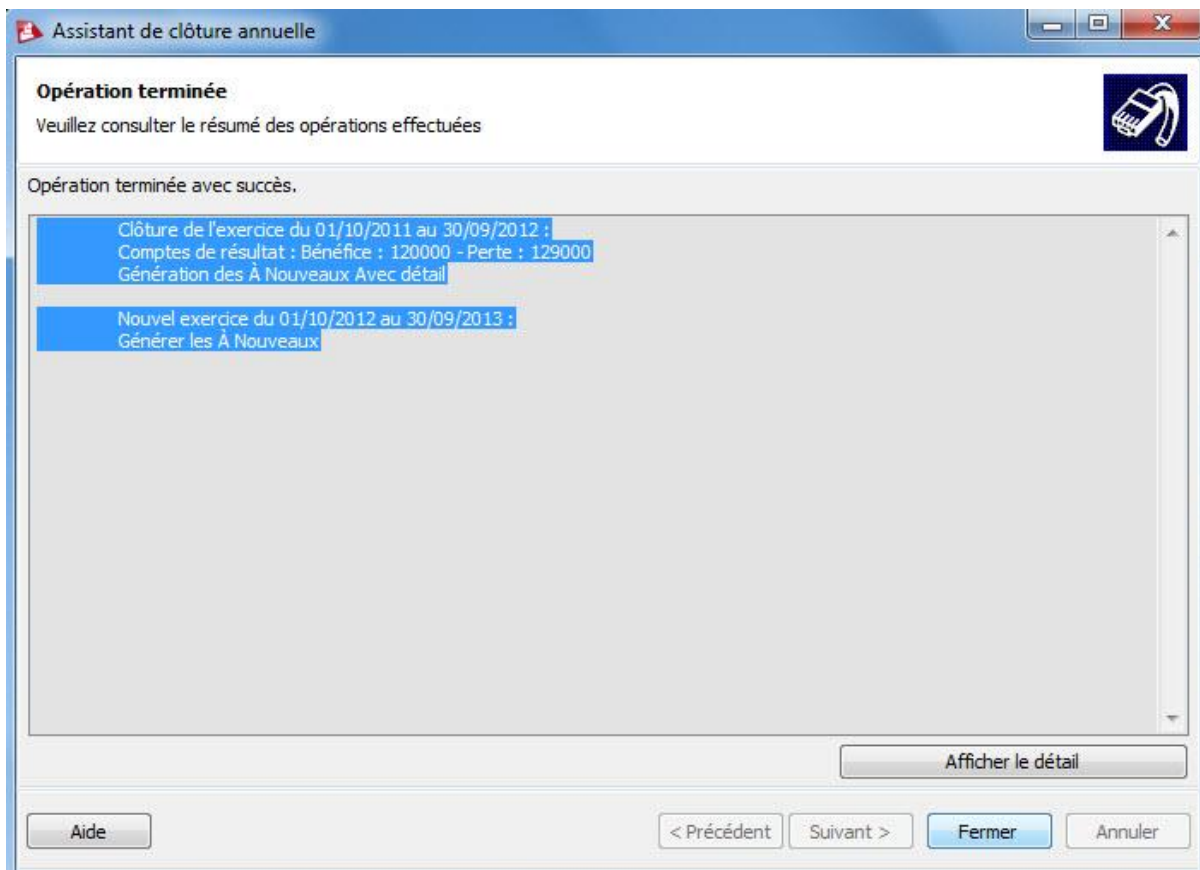 Assistant de clôture annuelle
Opération terminée
Veuillez consulter le résumé des opérations effectuées
Opération terminée avec succès.
Clôture de l'exercice du 01/10/2011 au 30/09/2012 :
Comptes de résultat : Bénéfice : 120000 - Perte : 129000
Génération des À Nouveaux Avec détail
Nouvel exercice du 01/10/2012 au 30/09/2013 :
Générer les À Nouveaux
Afficher le détail
Aide
< Précédent
Suivant >
Fermer
Annuler